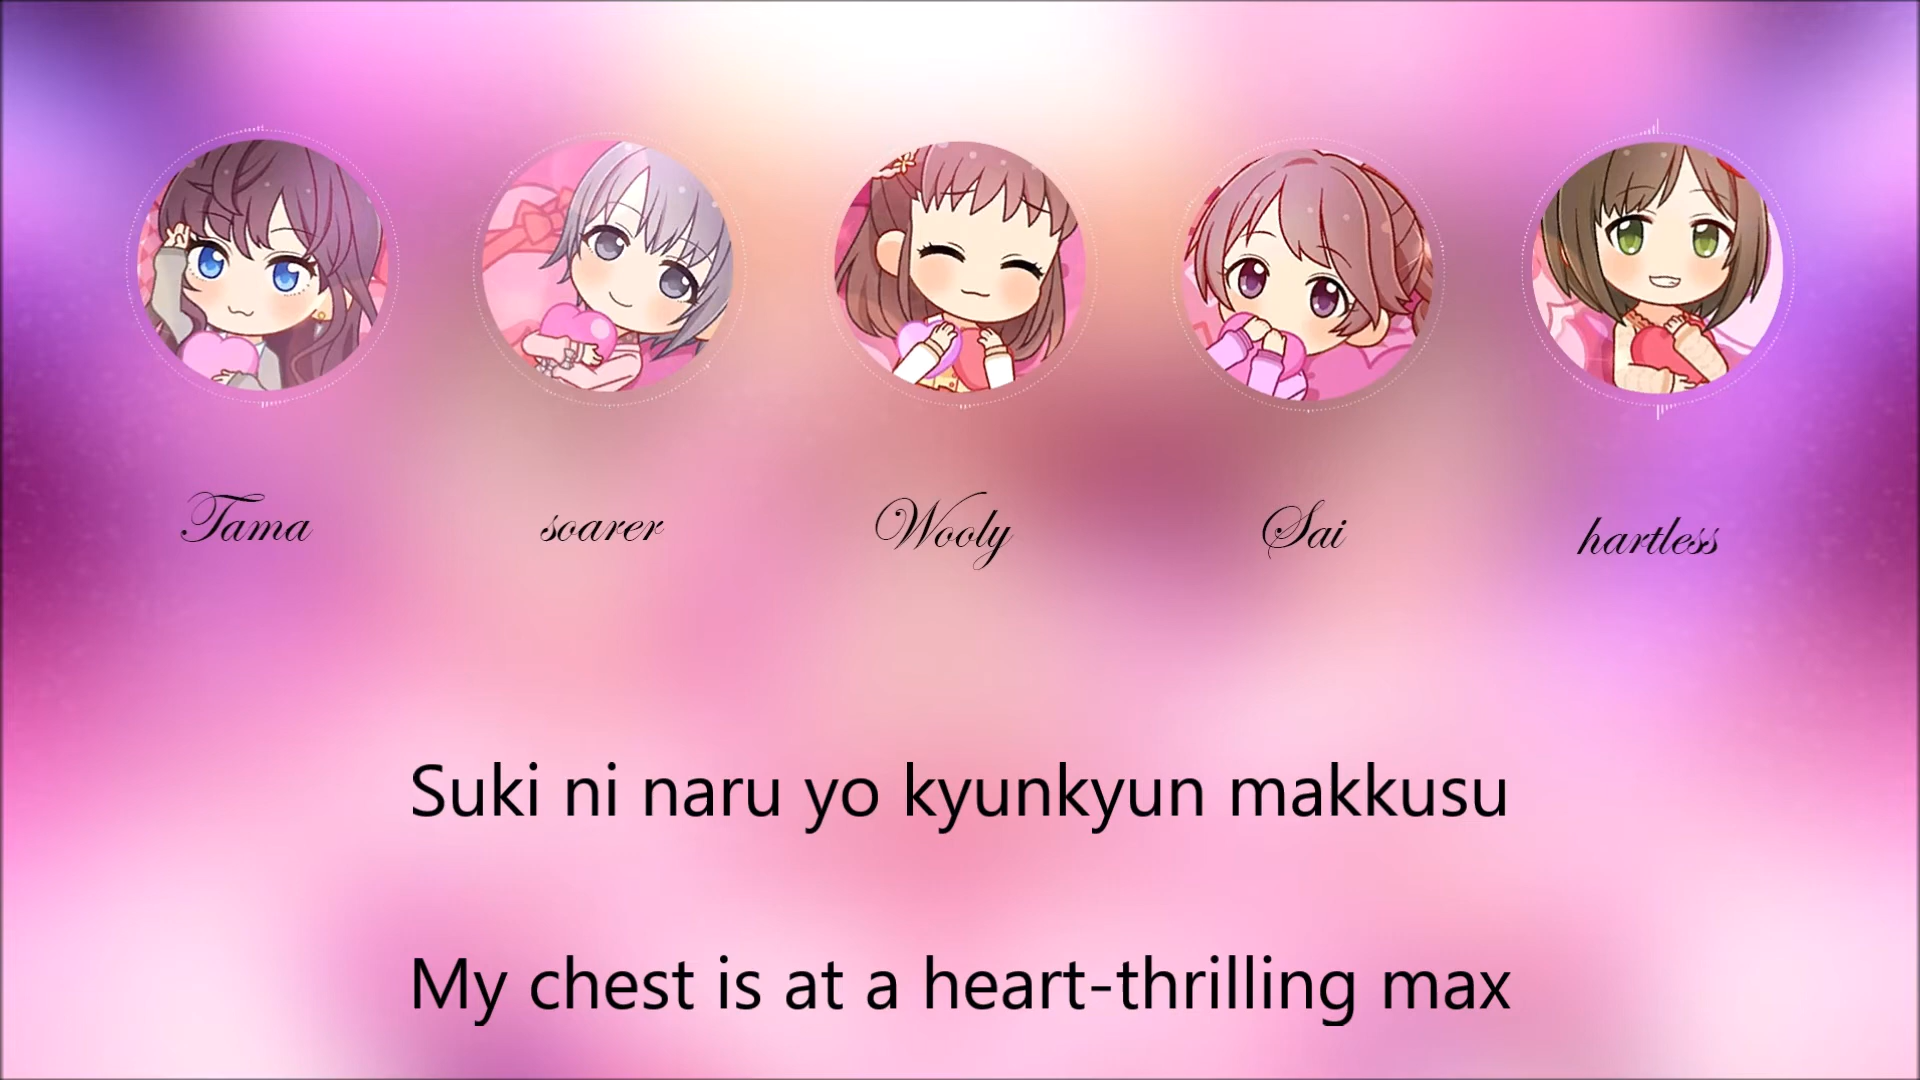 Tama
soarer
Wooly
Sai
hartless
Suki ni naru yo kyunkyun makkusu
My chest is at a heart-thrilling max